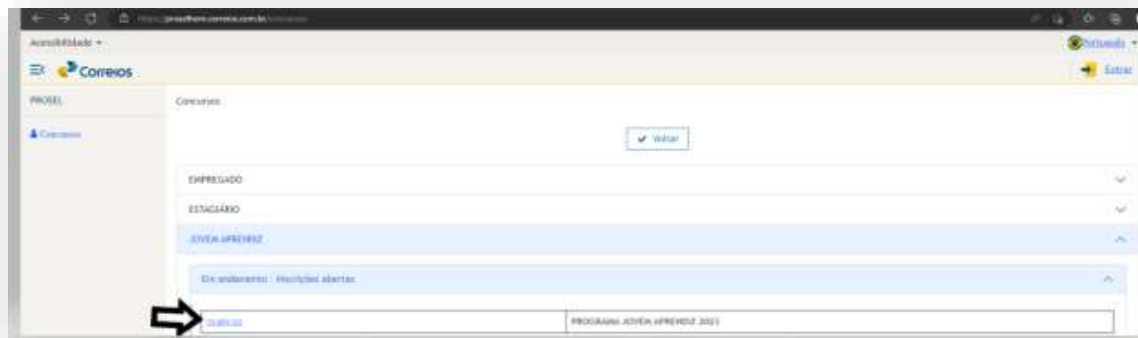 Acessibilidade
Português
Correios
Entrar
PROSEL
Concursos
Concursos
Voltar
EMPREGADO
ESTAGIÁRIO
JOVEM APRENDIZ
Em andamento - Inscrições abertas
PROGRAMA JOVEM APRENDIZ 2023